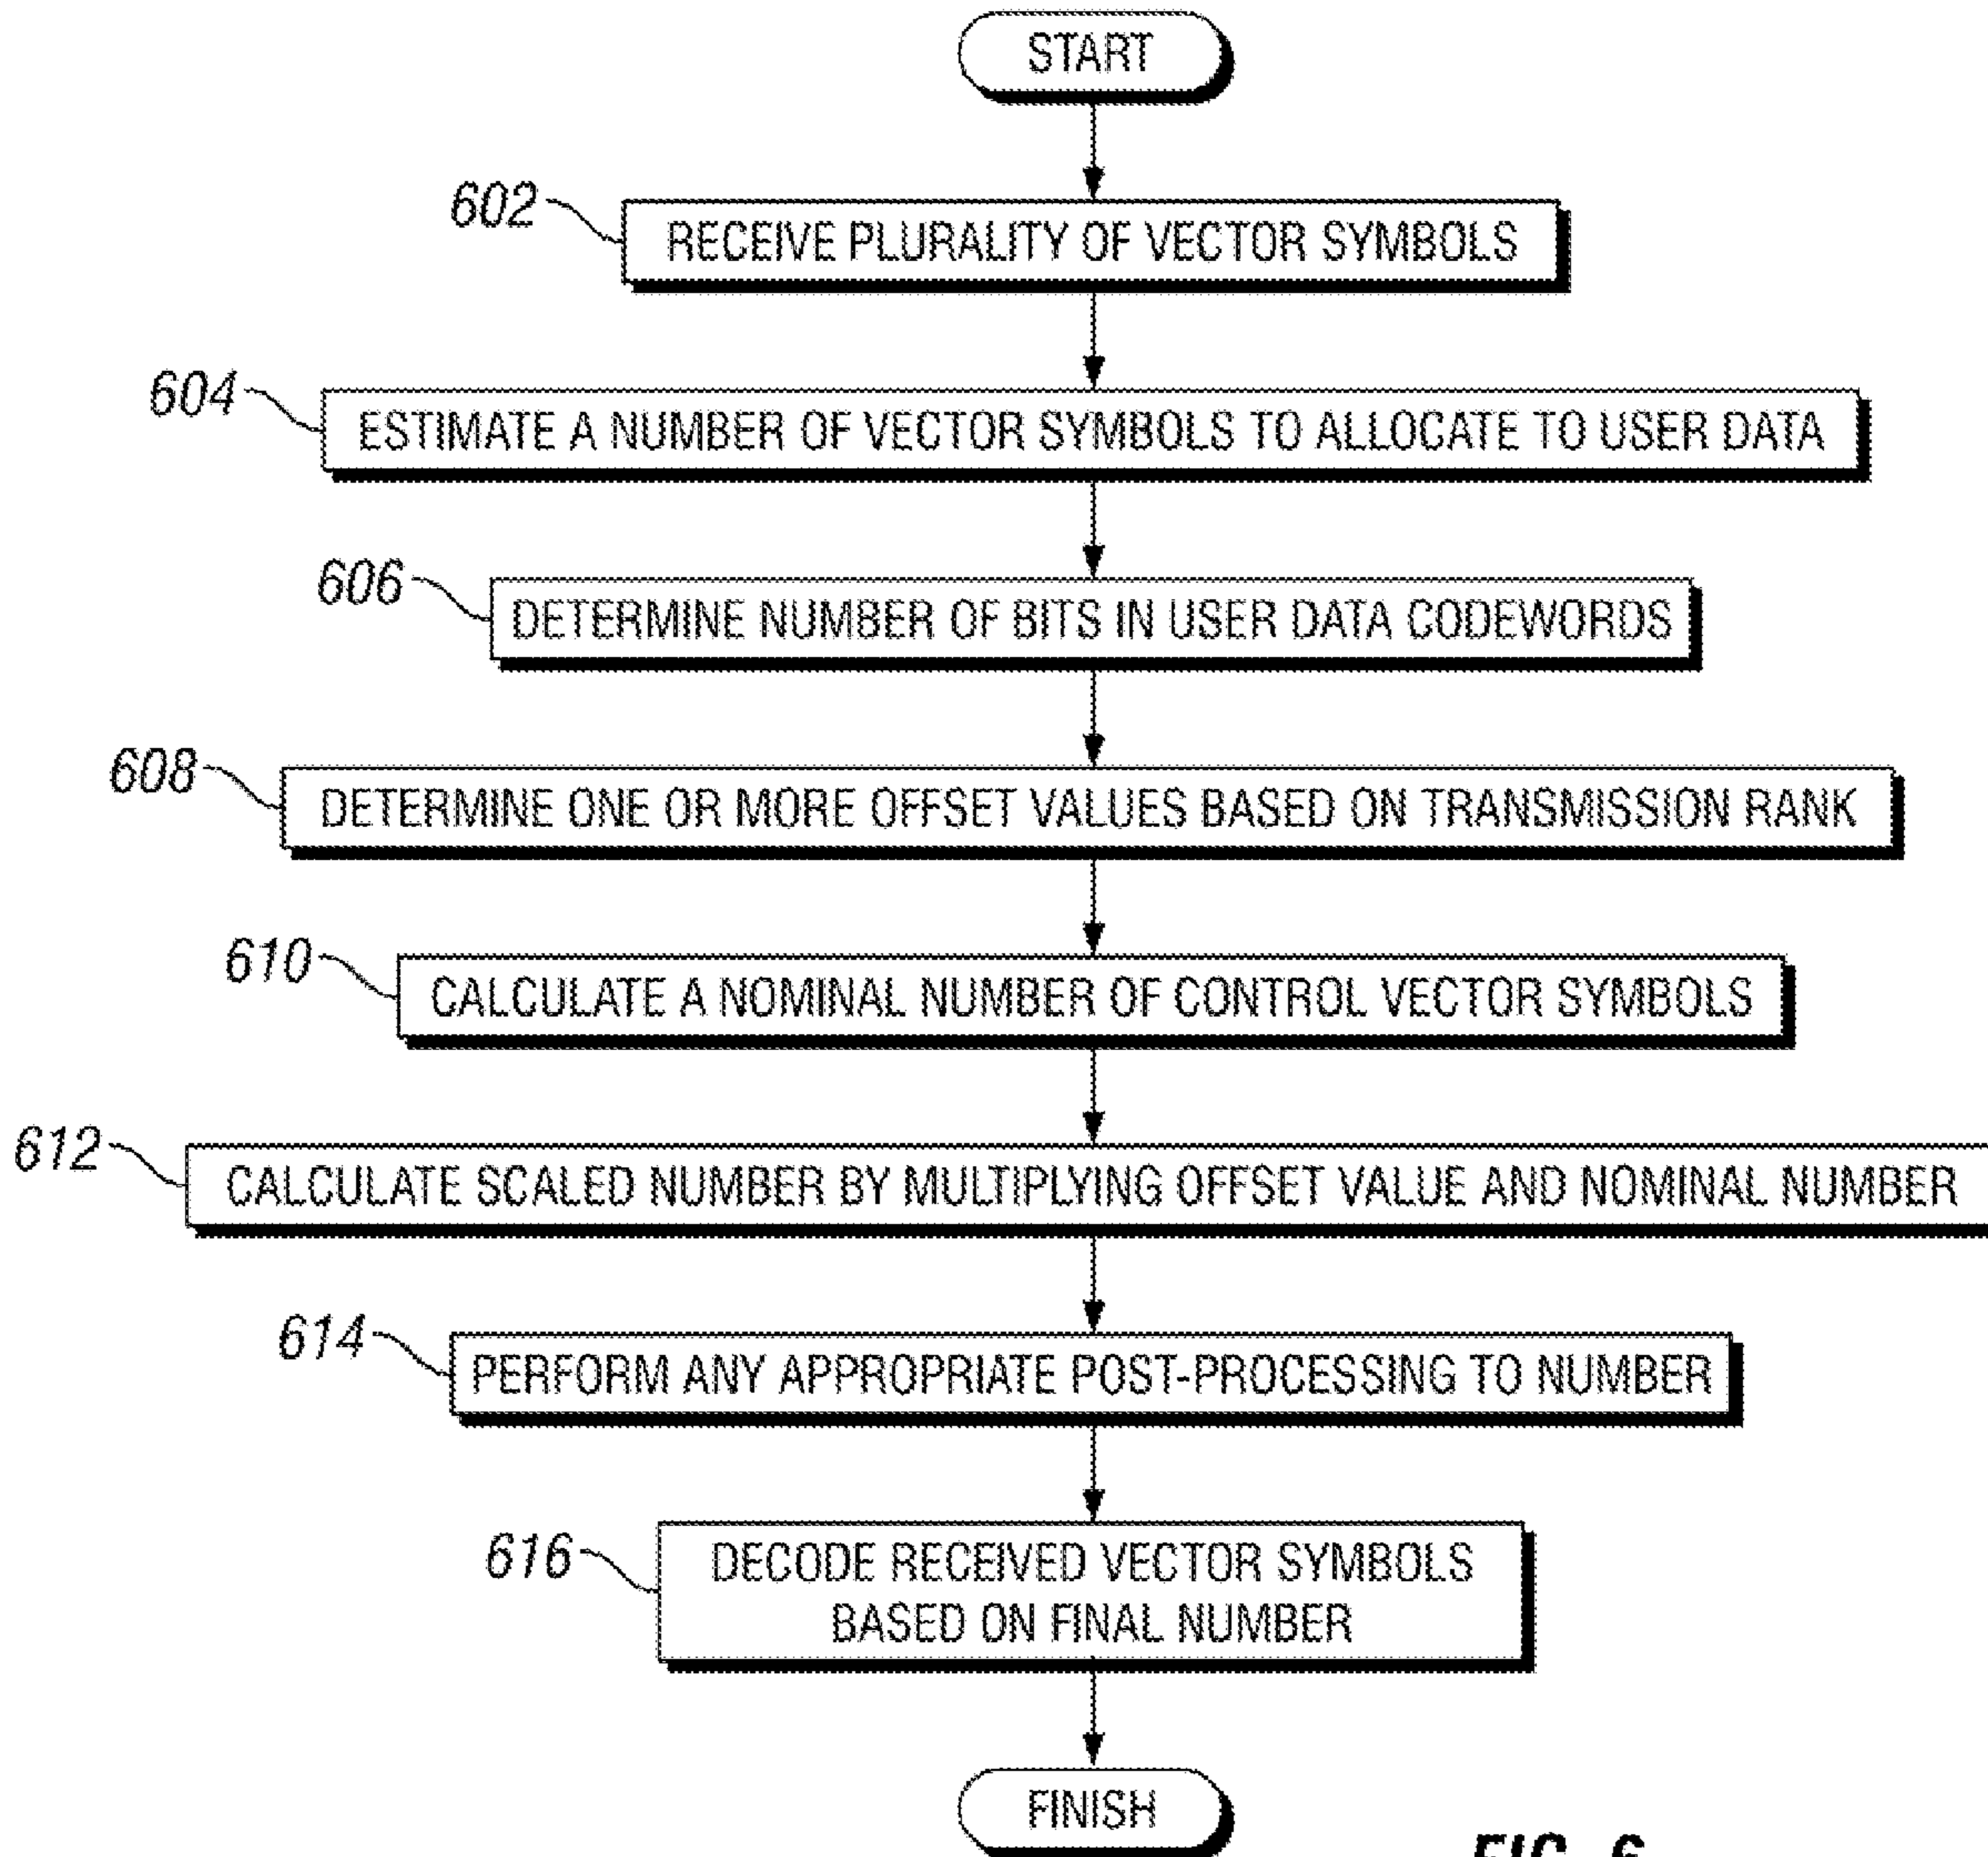 START
602
RECEIVE PLURALITY OF VECTOR SYMBOLS
604
ESTIMATE A NUMBER OF VECTOR SYMBOLS TO ALLOCATE TO USER DATA
606
DETERMINE NUMBER OF BITS IN USER DATA CODEWORDS
608
DETERMINE ONE OR MORE OFFSET VALUES BASED ON TRANSMISSION RANK
610
CALCULATE A NOMINAL NUMBER OF CONTROL VECTOR SYMBOLS
612
CALCULATE SCALED NUMBER BY MULTIPLYING OFFSET VALUE AND NOMINAL NUMBER
614
PERFORM ANY APPROPRIATE POST-PROCESSING TO NUMBER
616
DECODE RECEIVED VECTOR SYMBOLS
BASED ON FINAL NUMBER
FINISH
FIG. 6